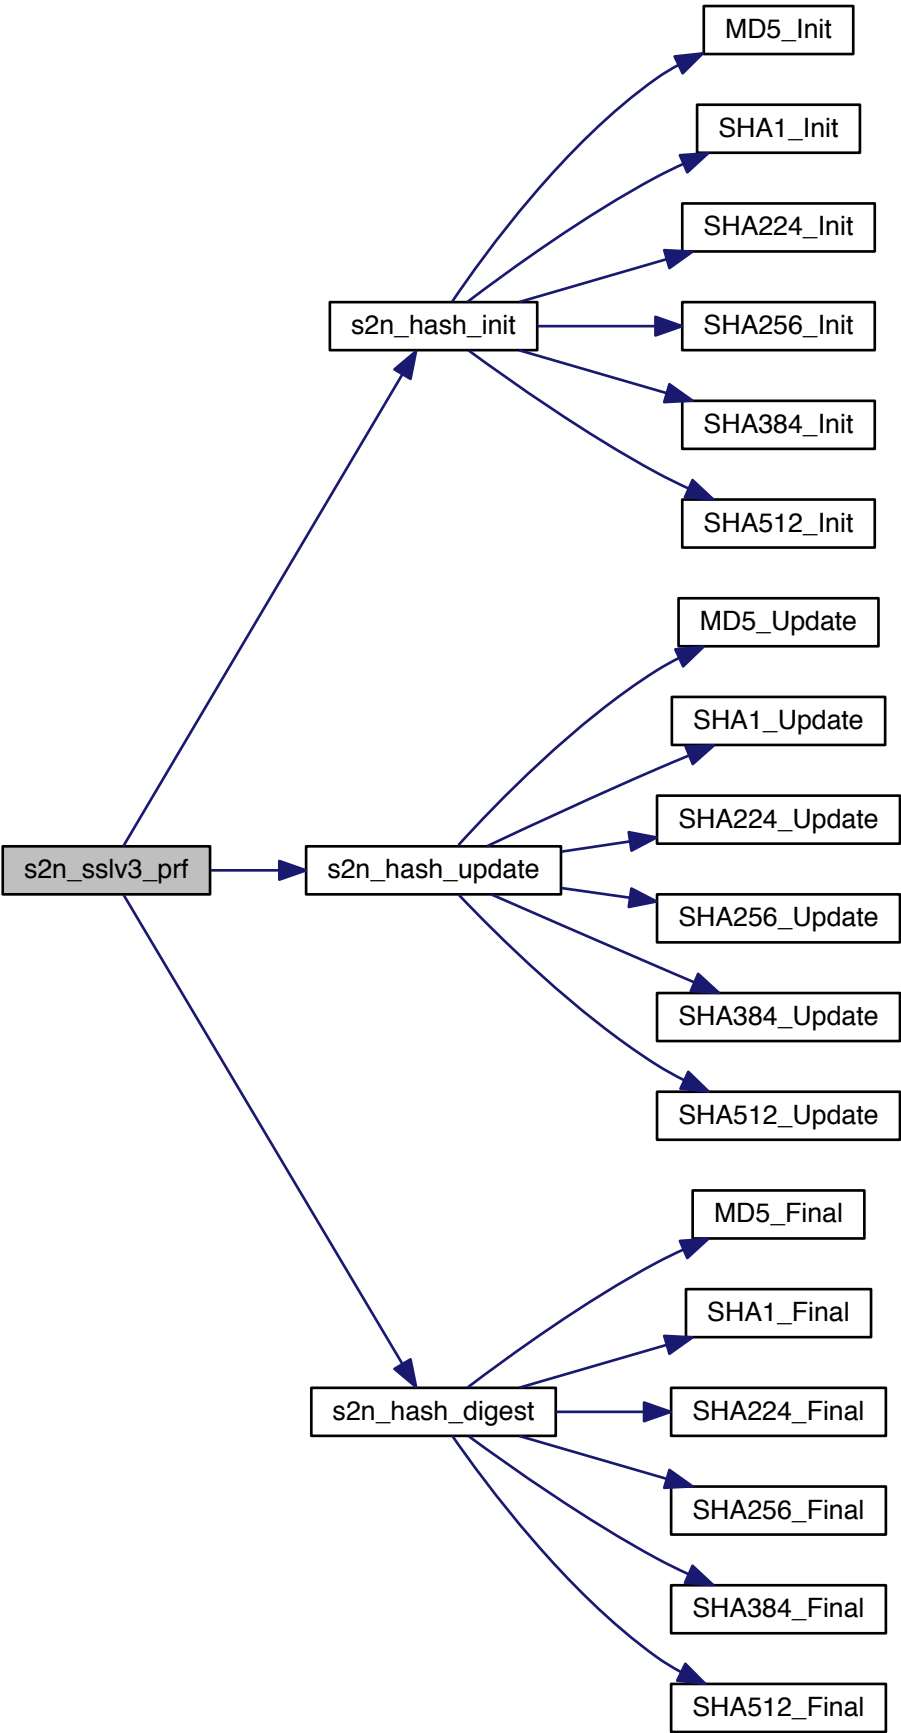 MD5_Init
SHA1_Init
SHA224_Init
s2n_hash_init
SHA256_Init
SHA384_Init
SHA512_Init
MD5_Update
SHA1_Update
SHA224_Update
s2n_sslv3_prf
s2n_hash_update
SHA256_Update
SHA384_Update
SHA512_Update
MD5_Final
SHA1_Final
s2n_hash_digest
SHA224_Final
SHA256_Final
SHA384_Final
SHA512_Final